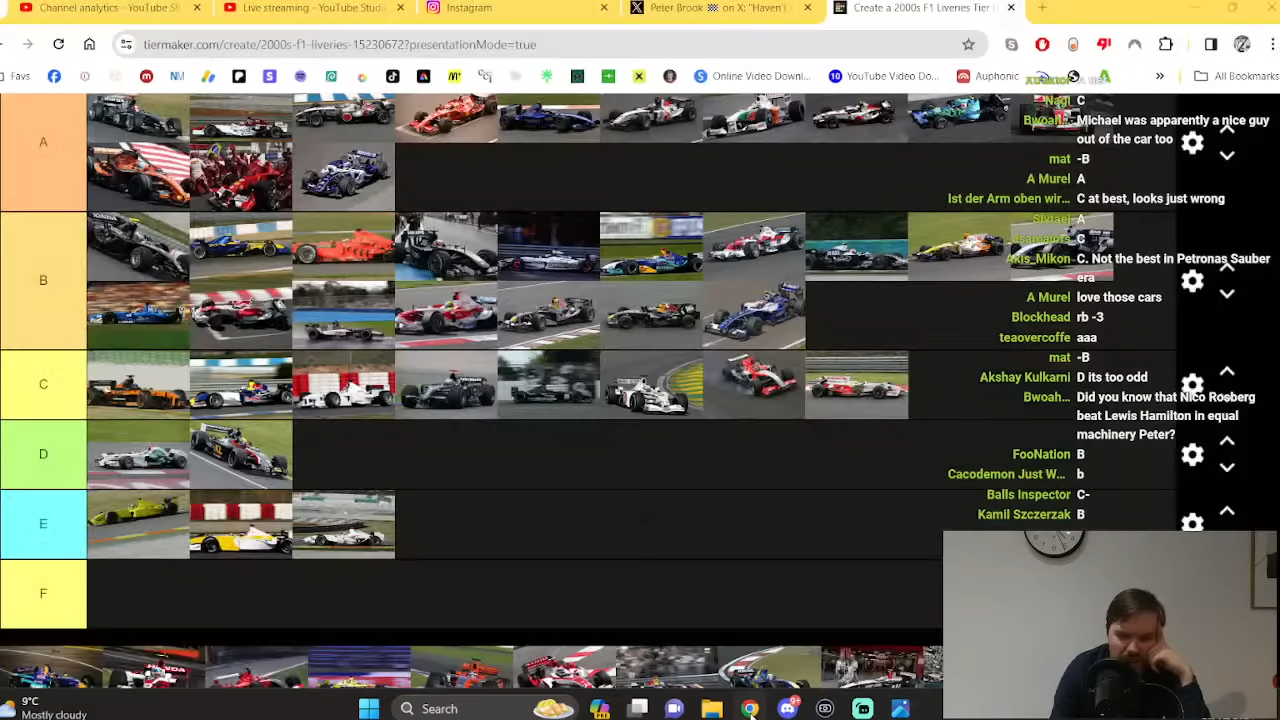 Channel analytics - YouTube St
Live streaming - YouTube Studi
Instagram
Peter Brook on X: "Haven't
Create a 2000s F1 Liveries Tier
tiermaker.com/create/2000s-f1-liveries-15230672?presentationMode=true
Favs
Online Video Downl...
YouTube Video Do...
Auphonic
All Bookmarks
Nagi C
Bwoah... Michael was apparently a nice guy
out of the car too
mat -B
A Murel A
Ist der Arm oben wir... C at best, looks just wrong
A
C
Akis_Mikon C. Not the best in Petronas Sauber
era
A Murel love those cars
Blockhead rb -3
teaovercoffe aaa
mat -B
Akshay Kulkarni D its too odd
Bwoah... Did you know that Nico Rosberg
beat Lewis Hamilton in equal
machinery Peter?
FooNation B
Cacodemon Just W... b
Balls Inspector C-
Kamil Szczerzak B
A
B
C
D
E
F
HONDA
9°C
Mostly cloudy
Search